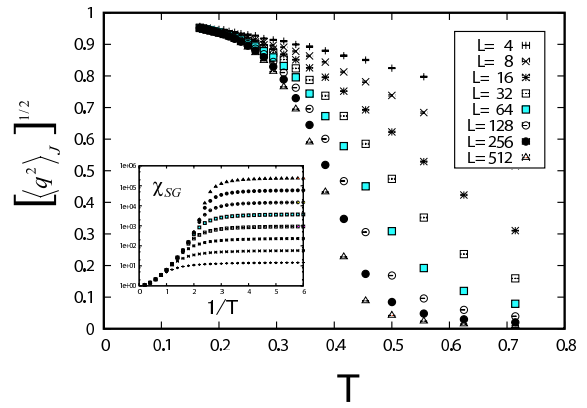 [⟨q²⟩_J]^{1/2}
1
0.9
0.8
0.7
0.6
0.5
0.4
0.3
0.2
0.1
0
0 0.1 0.2 0.3 0.4 0.5 0.6 0.7 0.8
T
L= 4
L= 8
L= 16
L= 32
L= 64
L= 128
L= 256
L= 512
χ_SG
1e+06
1e+05
1e+04
1e+03
1e+02
1e+01
1e+00
0 1 2 3 4 5 6
1/T